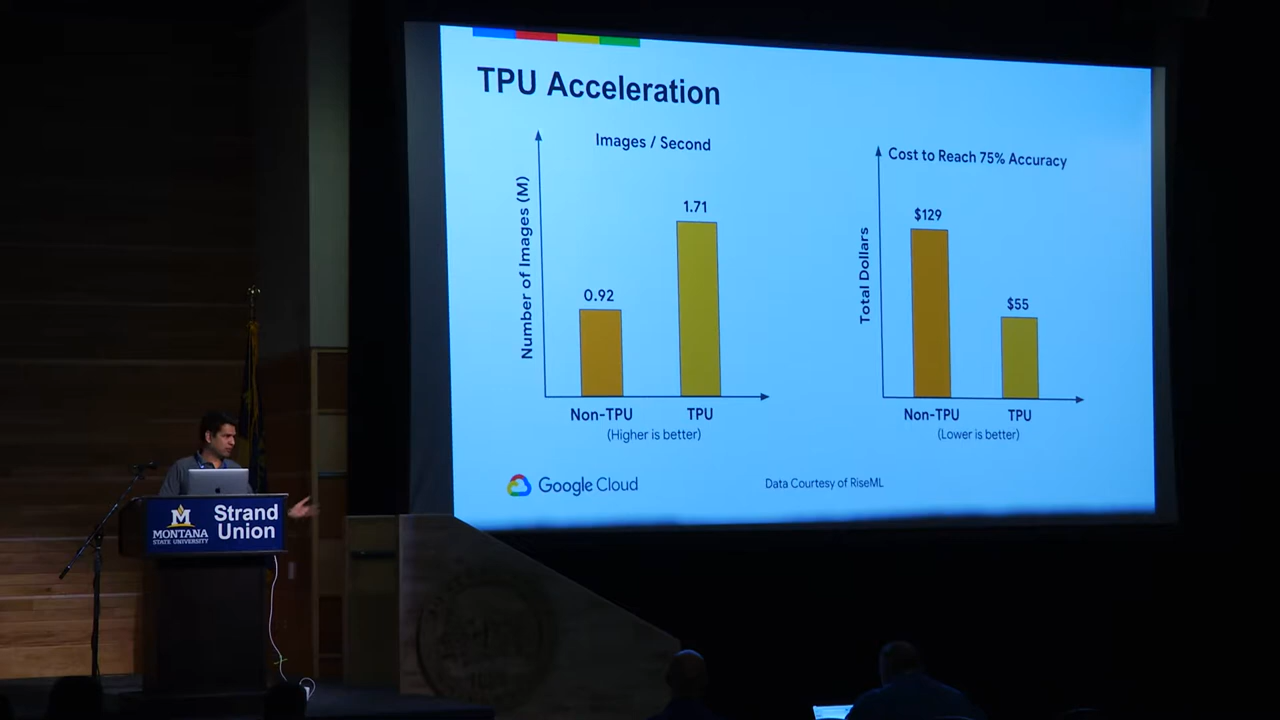 TPU Acceleration
Images / Second
Number of Images (M)
0.92
1.71
Non-TPU
TPU
(Higher is better)
Cost to Reach 75% Accuracy
Total Dollars
$129
$55
Non-TPU
TPU
(Lower is better)
Google Cloud
Data Courtesy of RiseML
MONTANA
STATE UNIVERSITY
Strand
Union